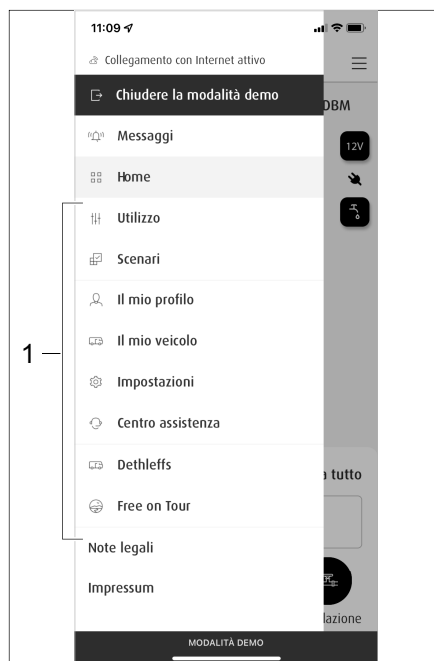 11:09
Collegamento con Internet attivo
Chiudere la modalità demo
DBM
Messaggi
12V
Home
Utilizzo
Scenari
Il mio profilo
1
Il mio veicolo
Impostazioni
Centro assistenza
Dethleffs
a tutto
Free on Tour
Note legali
Impressum
lazione
MODALITÀ DEMO